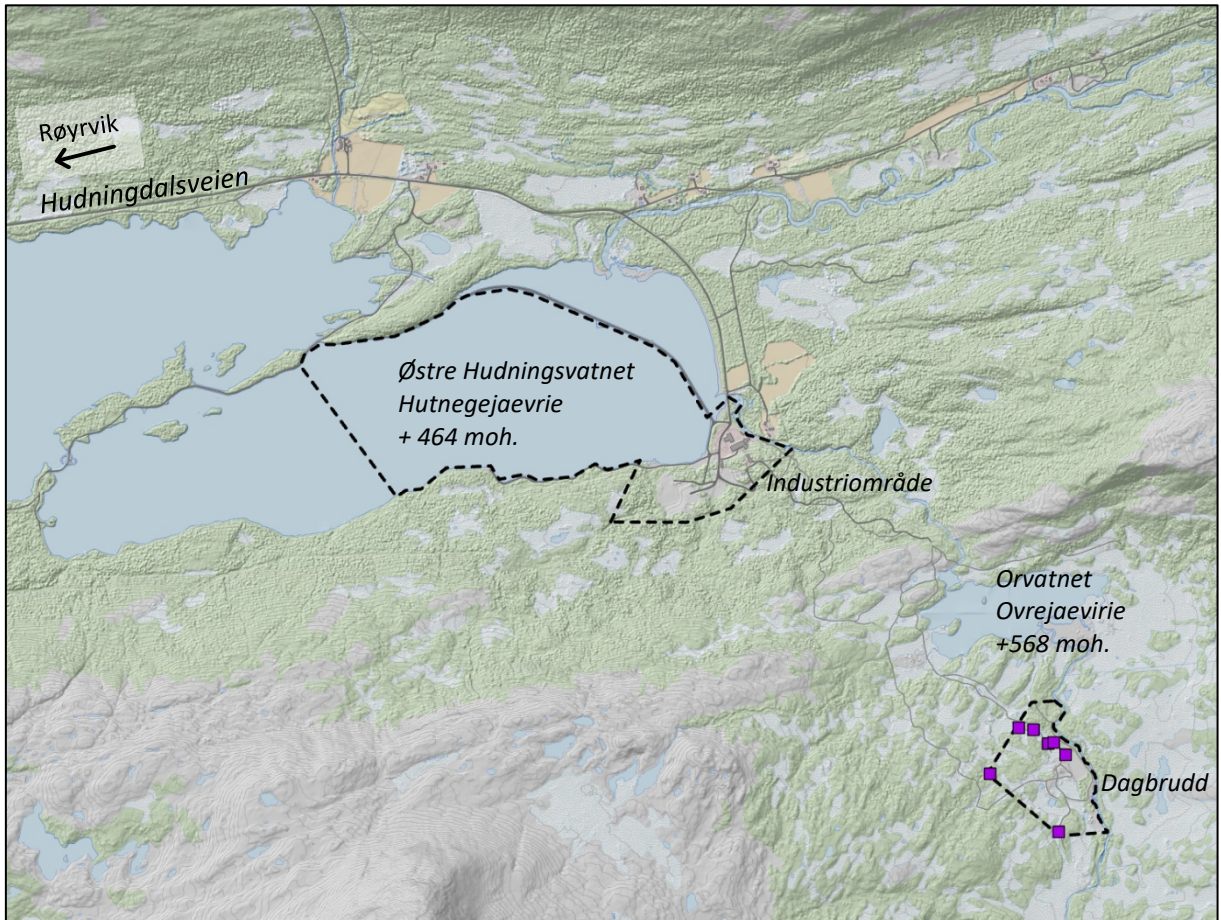 Røyrvik
Hudningdalsveien
Østre Hudningsvatnet
Hutnegejaevrie
+ 464 moh.
Industriområde
Orvatnet
Ovrejaevirie
+568 moh.
Dagbrudd